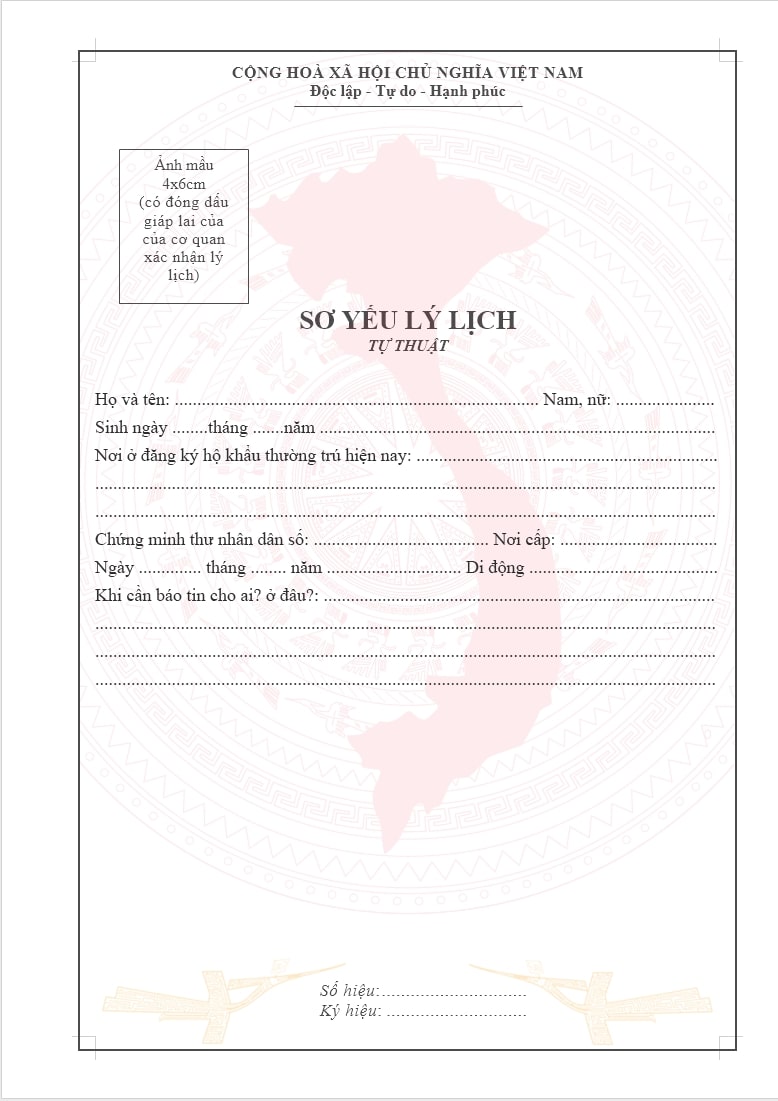 CỘNG HOÀ XÃ HỘI CHỦ NGHĨA VIỆT NAM
Độc lập - Tự do - Hạnh phúc
Ảnh mầu
4x6cm
(có đóng dấu
giáp lai của
của cơ quan
xác nhận lý
lịch)
SƠ YẾU LÝ LỊCH
TỰ THUẬT
Họ và tên: ................................................................................. Nam, nữ: ......................
Sinh ngày ........tháng .......năm ........................................................................................
Nơi ở đăng ký hộ khẩu thường trú hiện nay: ...................................................................
..........................................................................................................................................
..........................................................................................................................................
Chứng minh thư nhân dân số: ....................................... Nơi cấp: ...................................
Ngày .............. tháng ........ năm .............................. Di động ..........................................
Khi cần báo tin cho ai? ở đâu?: .......................................................................................
..........................................................................................................................................
..........................................................................................................................................
..........................................................................................................................................
Số hiệu:.............................
Ký hiệu: ............................